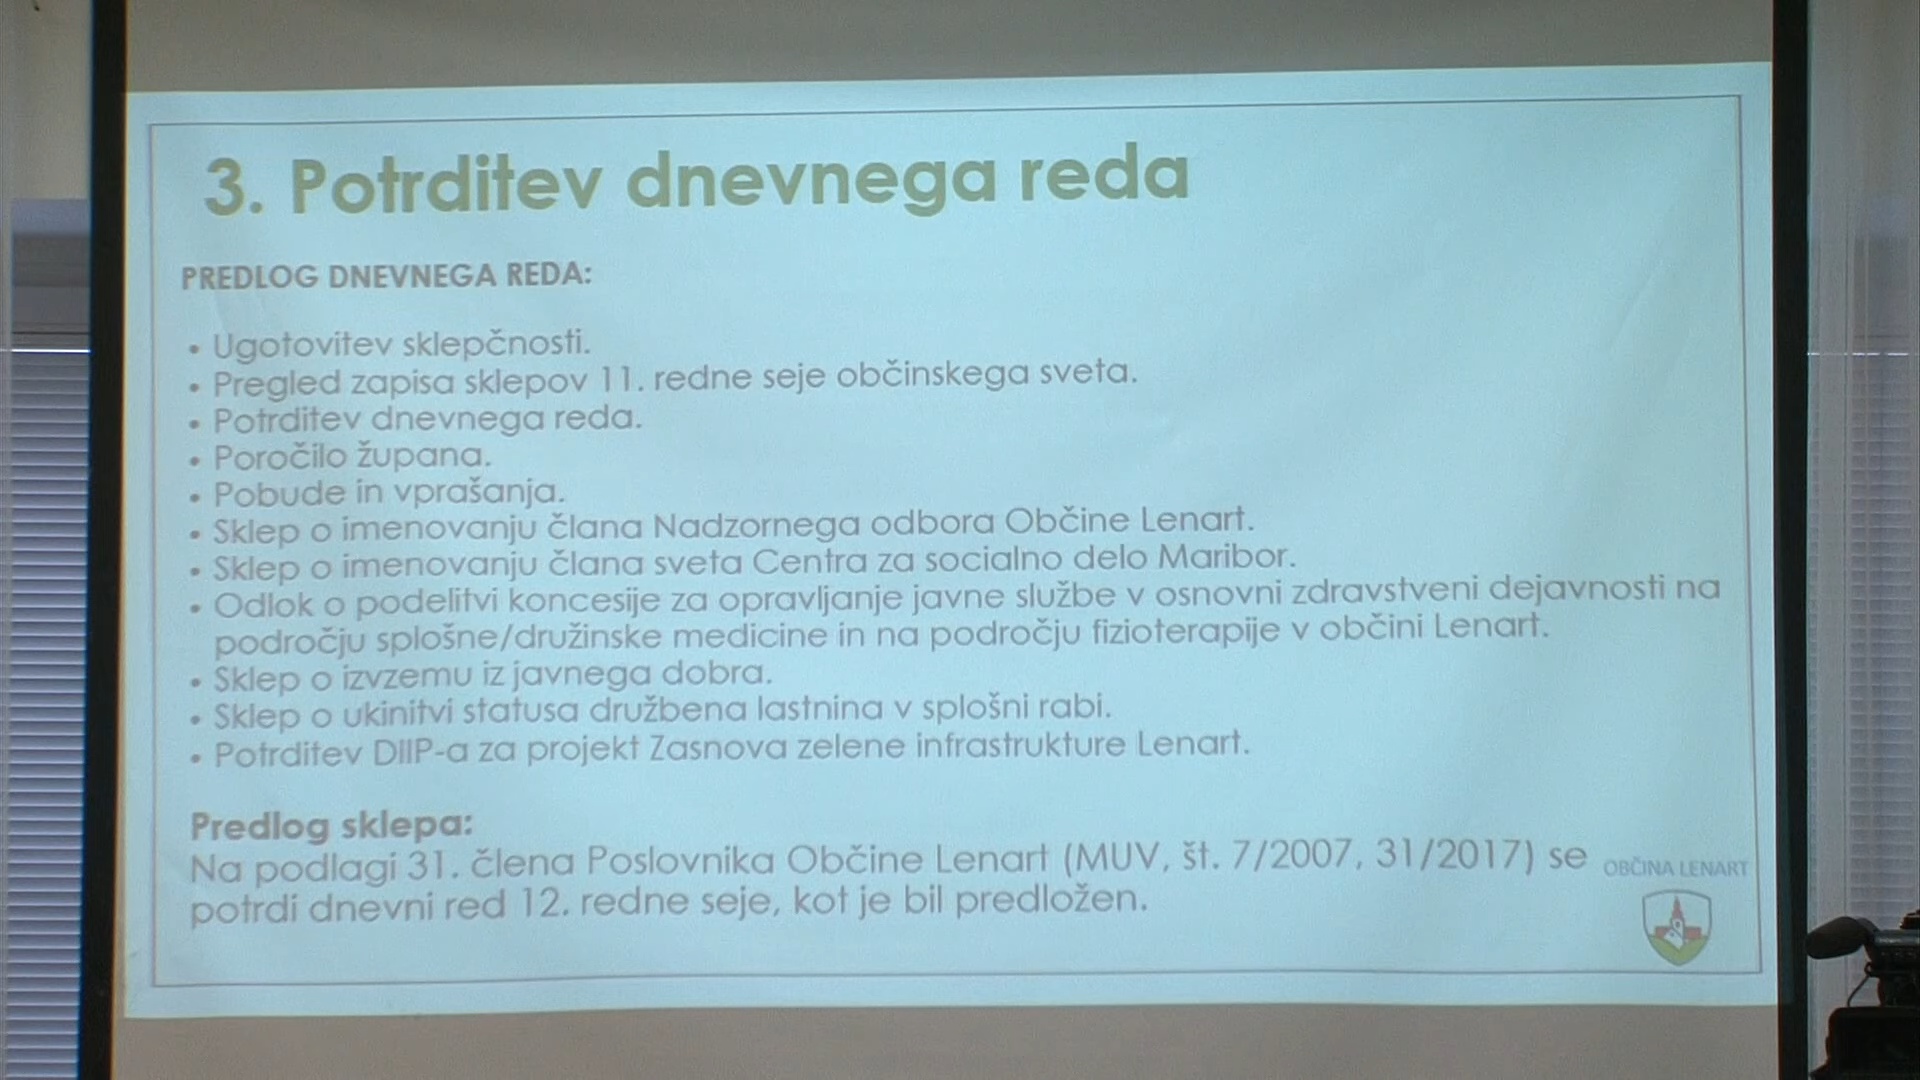 3. Potrditev dnevnega reda
PREDLOG DNEVNEGA REDA:
• Ugotovitev sklepčnosti.
• Pregled zapisa sklepov 11. redne seje občinskega sveta.
• Potrditev dnevnega reda.
• Poročilo župana.
• Pobude in vprašanja.
• Sklep o imenovanju člana Nadzornega odbora Občine Lenart.
• Sklep o imenovanju člana sveta Centra za socialno delo Maribor.
• Odlok o podelitvi koncesije za opravljanje javne službe v osnovni zdravstveni dejavnosti na
področju splošne/družinske medicine in na področju fizioterapije v občini Lenart.
• Sklep o izvzemu iz javnega dobra.
• Sklep o ukinitvi statusa družbena lastnina v splošni rabi.
• Potrditev DIIP-a za projekt Zasnova zelene infrastrukture Lenart.
Predlog sklepa:
Na podlagi 31. člena Poslovnika Občine Lenart (MUV, št. 7/2007, 31/2017) se
potrdi dnevni red 12. redne seje, kot je bil predložen.
OBČINA LENART